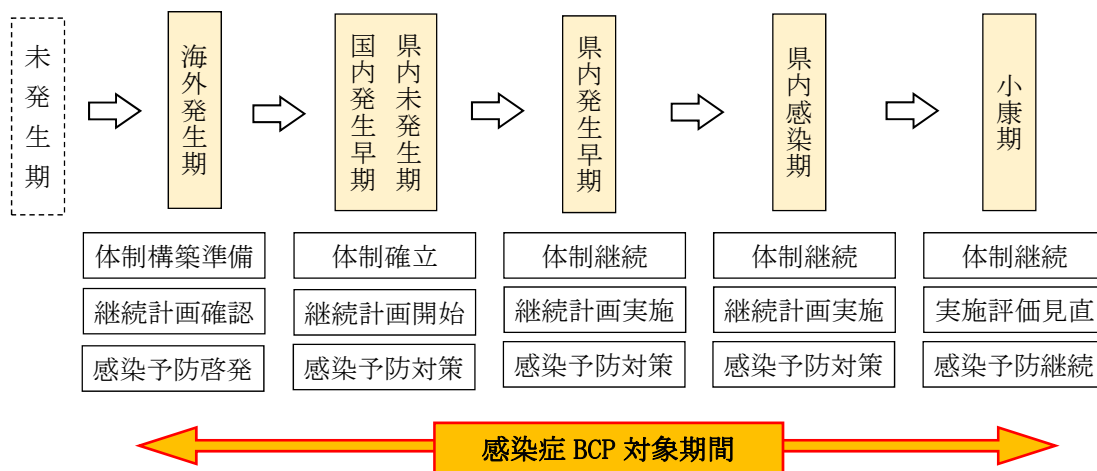 未発生期
海外発生期
県内未発生期
国内発生早期
県内発生早期
県内感染期
小康期
体制構築準備
体制確立
体制継続
体制継続
体制継続
継続計画確認
継続計画開始
継続計画実施
継続計画実施
実施評価見直
感染予防啓発
感染予防対策
感染予防対策
感染予防対策
感染予防継続
感染症 BCP 対象期間